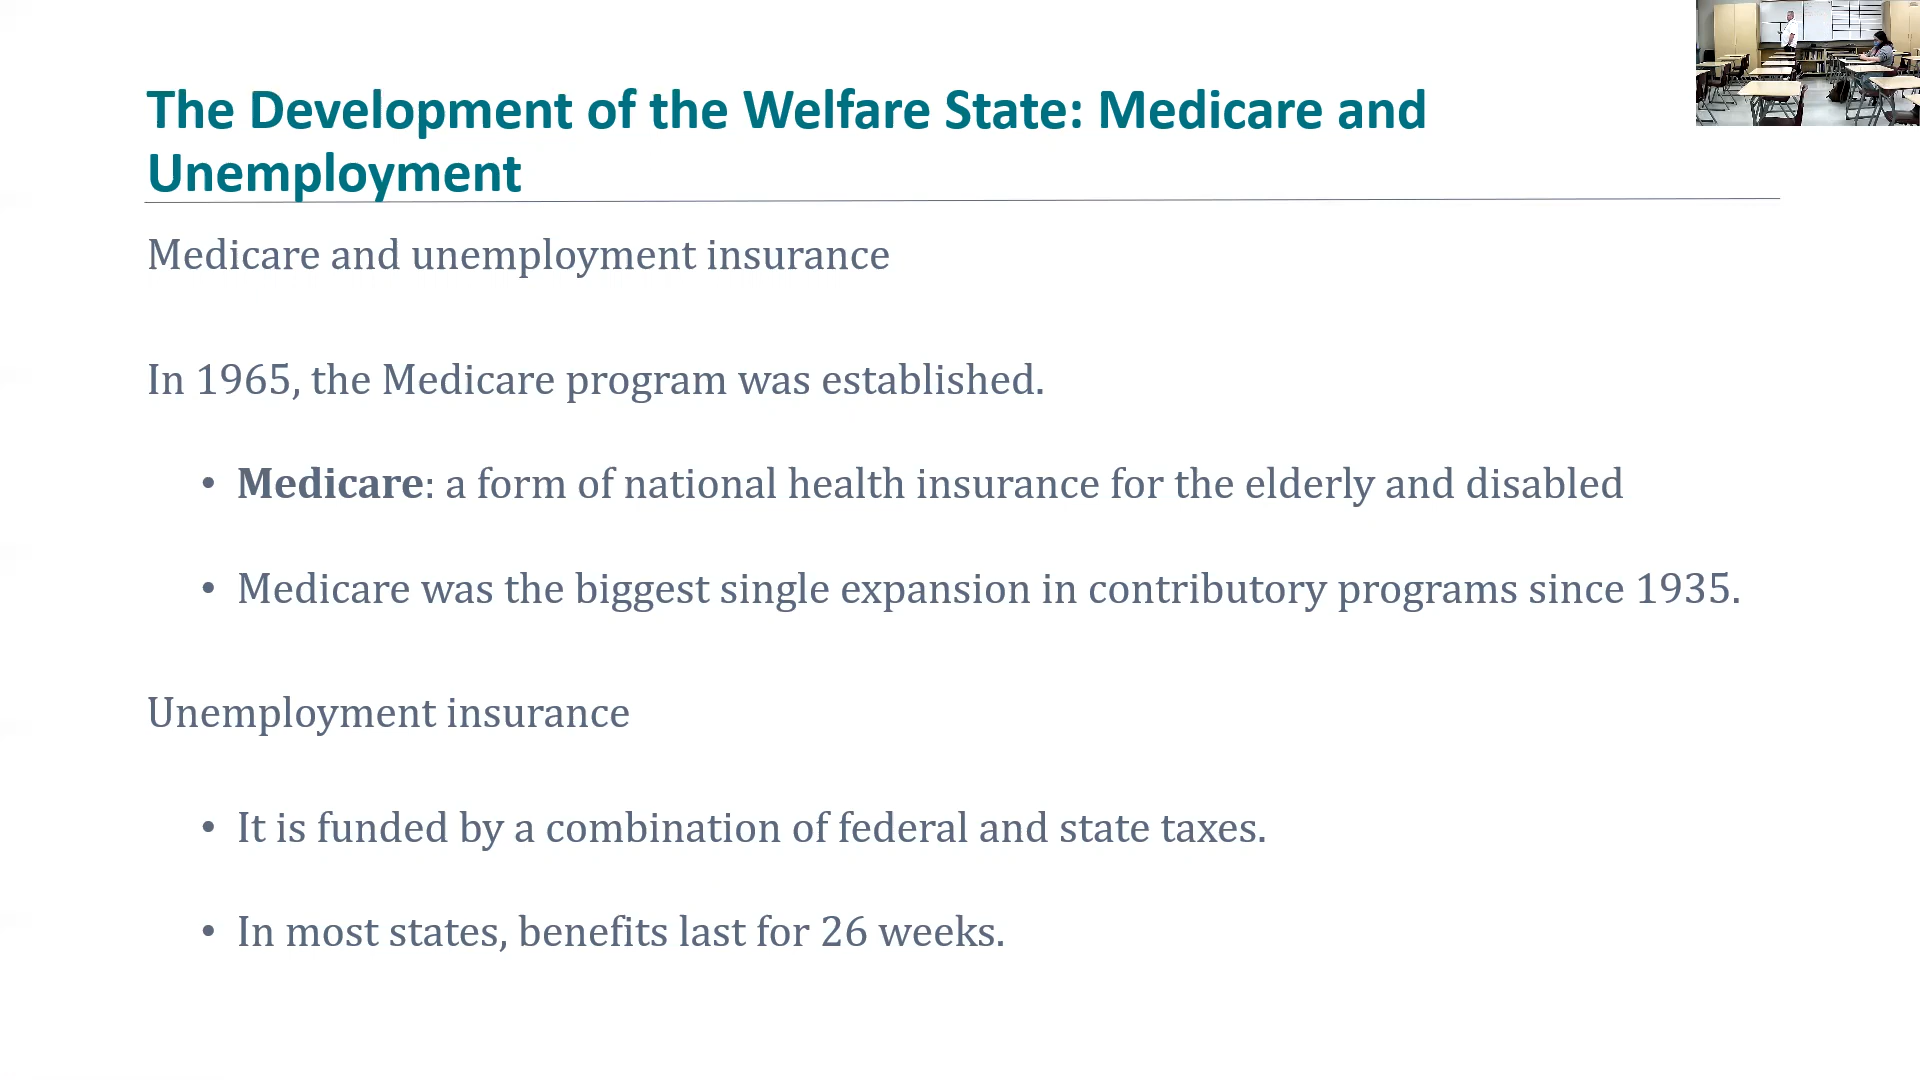 The Development of the Welfare State: Medicare and
Unemployment
Medicare and unemployment insurance
In 1965, the Medicare program was established.
• Medicare: a form of national health insurance for the elderly and disabled
• Medicare was the biggest single expansion in contributory programs since 1935.
Unemployment insurance
• It is funded by a combination of federal and state taxes.
• In most states, benefits last for 26 weeks.